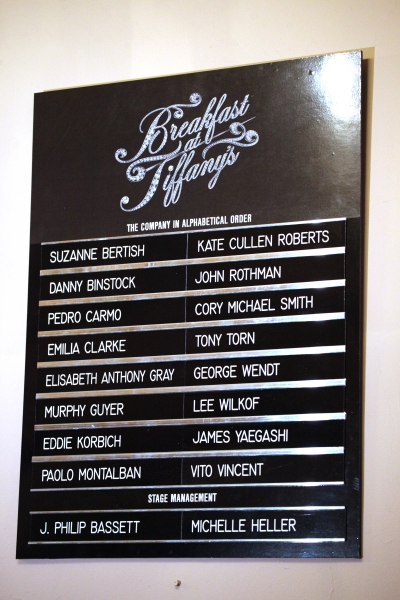 Breakfast
at
Tiffany's
THE COMPANY IN ALPHABETICAL ORDER
SUZANNE BERTISH KATE CULLEN ROBERTS
DANNY BINSTOCK JOHN ROTHMAN
PEDRO CARMO CORY MICHAEL SMITH
EMILIA CLARKE TONY TORN
ELISABETH ANTHONY GRAY GEORGE WENDT
MURPHY GUYER LEE WILKOF
EDDIE KORBICH JAMES YAEGASHI
PAOLO MONTALBAN VITO VINCENT
STAGE MANAGEMENT
J. PHILIP BASSETT MICHELLE HELLER